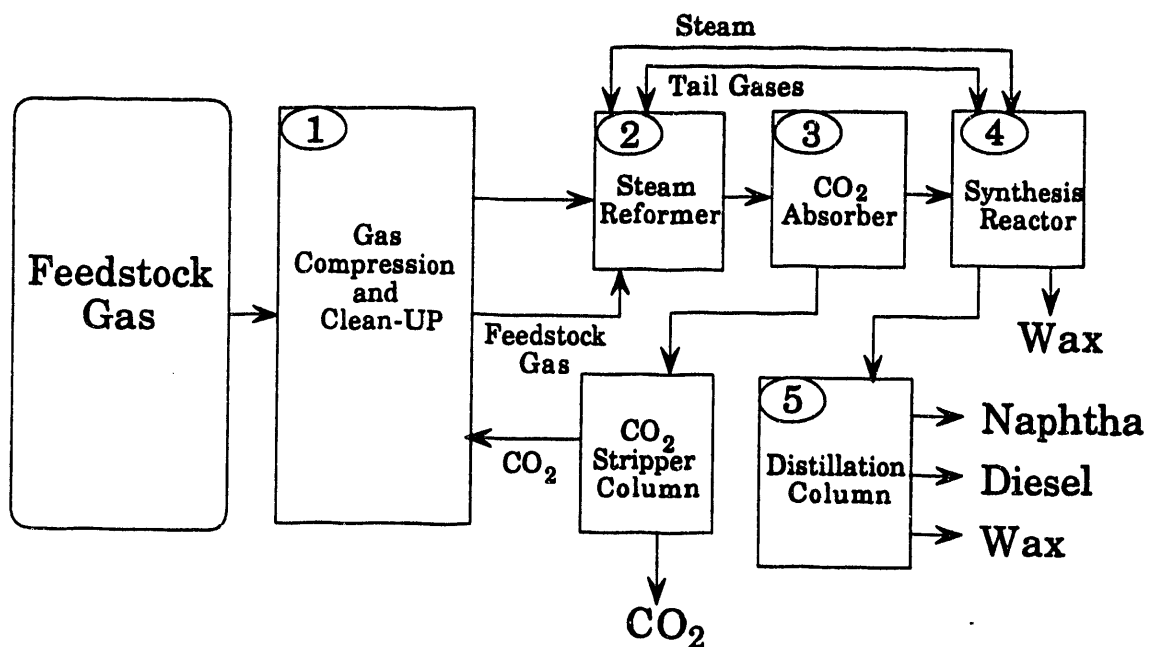 Steam
Tail Gases
Feedstock
Gas
1
Gas
Compression
and
Clean-UP
2
Steam
Reformer
3
CO2
Absorber
4
Synthesis
Reactor
Feedstock
Gas
Wax
CO2
CO2
Stripper
Column
CO2
5
Distillation
Column
Naphtha
Diesel
Wax